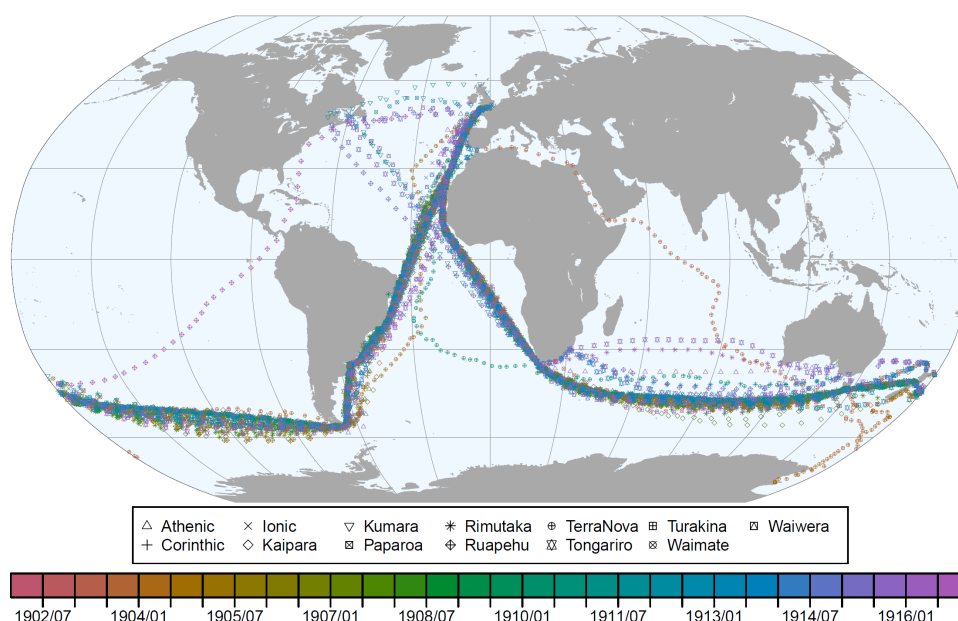 Athenic Ionic Kumara Rimutaka TerraNova Turakina Waiwera
Corinthic Kaipara Paparoa Ruapehu Tongariro Waimate
1902/07 1904/01 1905/07 1907/01 1908/07 1910/01 1911/07 1913/01 1914/07 1916/01